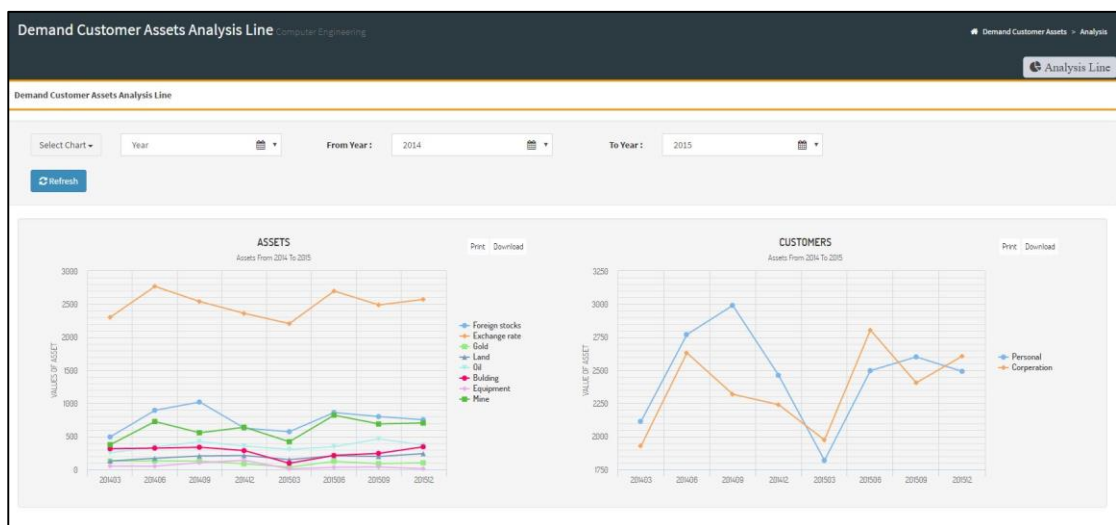 Demand Customer Assets Analysis Line Computer Engineering
Demand Customer Assets > Analysis
Analysis Line
Demand Customer Assets Analysis Line
Select Chart
Year
From Year :
2014
To Year :
2015
Refresh
ASSETS
Assets From 2014 To 2015
Print Download
VALUES OF ASSET
3000
2500
2000
1500
1000
500
0
201403 201406 201409 201412 201503 201506 201509 201512
Foreign stocks
Exchange rate
Gold
Land
Oil
Bulding
Equipment
Mine
CUSTOMERS
Assets From 2014 To 2015
Print Download
VALUE OF ASSET
3250
3000
2750
2500
2250
2000
1750
201403 201406 201409 201412 201503 201506 201509 201512
Personal
Corperation